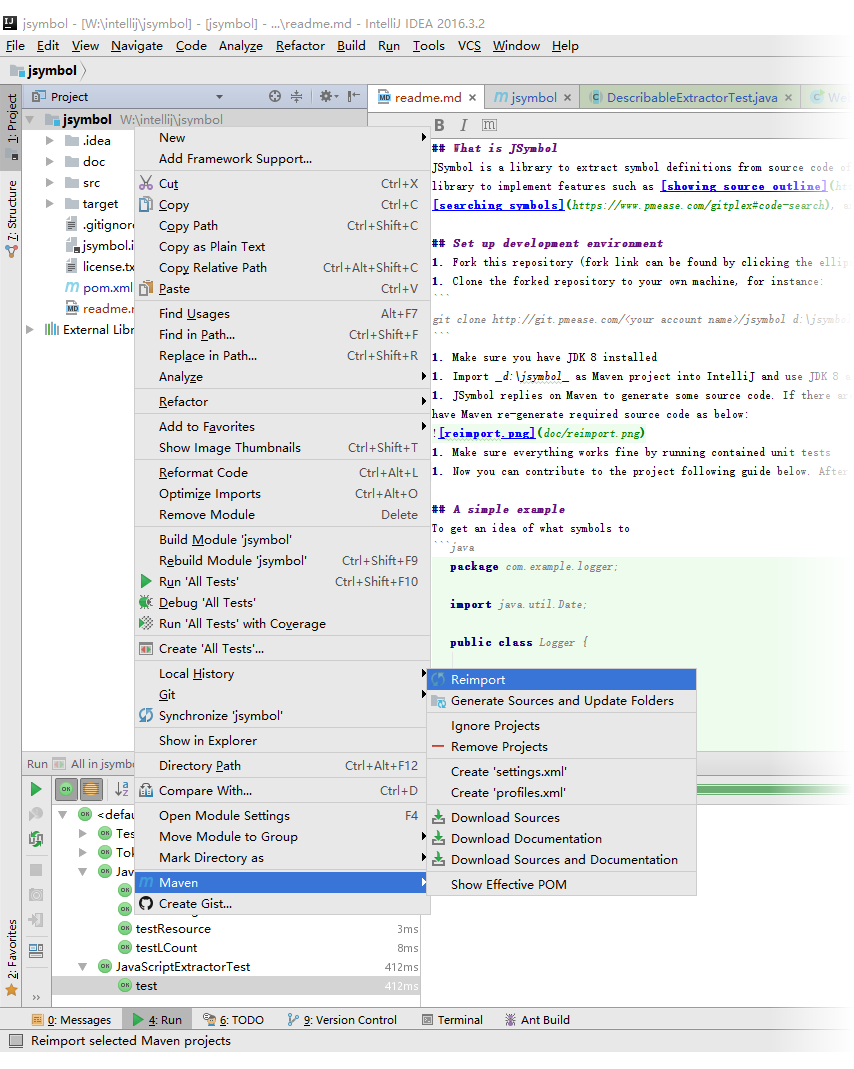 jsymbol - [W:\intellij\jsymbol] - [jsymbol] - ...\readme.md - IntelliJ IDEA 2016.3.2
File Edit View Navigate Code Analyze Refactor Build Run Tools VCS Window Help
jsymbol
1: Project
7: Structure
2: Favorites
Project
readme.md
jsymbol
DescribableExtractorTest.java
We
jsymbol W:\intellij\jsymbol
.idea
doc
src
target
.gitignore
jsymbol.i
license.tx
pom.xml
readme.r
External Libr
New
Add Framework Support...
Cut Ctrl+X
Copy Ctrl+C
Copy Path Ctrl+Shift+C
Copy as Plain Text
Copy Relative Path Ctrl+Alt+Shift+C
Paste Ctrl+V
Find Usages Alt+F7
Find in Path... Ctrl+Shift+F
Replace in Path... Ctrl+Shift+R
Analyze
Refactor
Add to Favorites
Show Image Thumbnails Ctrl+Shift+T
Reformat Code Ctrl+Alt+L
Optimize Imports Ctrl+Alt+O
Remove Module Delete
Build Module 'jsymbol'
Rebuild Module 'jsymbol' Ctrl+Shift+F9
Run 'All Tests' Ctrl+Shift+F10
Debug 'All Tests'
Run 'All Tests' with Coverage
Create 'All Tests'...
Local History
Git
Synchronize 'jsymbol'
Show in Explorer
Directory Path Ctrl+Alt+F12
Compare With... Ctrl+D
Open Module Settings F4
Move Module to Group
Mark Directory as
Maven
Create Gist...
Reimport
Generate Sources and Update Folders
Ignore Projects
Remove Projects
Create 'settings.xml'
Create 'profiles.xml'
Download Sources
Download Documentation
Download Sources and Documentation
Show Effective POM
B I M
## What is JSymbol
JSymbol is a library to extract symbol definitions from source code of
library to implement features such as [showing source outline](ht
[searching symbols](https://www.pmease.com/gitplex#code-search), a
## Set up development environment
1. Fork this repository (fork link can be found by clicking the ellip
1. Clone the forked repository to your own machine, for instance:
```
git clone http://git.pmease.com/<your account name>/jsymbol d:\jsymbol
```
1. Make sure you have JDK 8 installed
1. Import _d:\jsymbol_ as Maven project into IntelliJ and use JDK 8
1. JSymbol replies on Maven to generate some source code. If there ar
have Maven re-generate required source code as below:
![reimport.png](doc/reimport.png)
1. Make sure everything works fine by running contained unit tests
1. Now you can contribute to the project following guide below. After
## A simple example
To get an idea of what symbols to
```java
package com.example.logger;
import java.util.Date;
public class Logger {
Run All in jsymbo
<defau
Tes
Tok
Jav
testResource 3ms
testLCount 8ms
JavaScriptExtractorTest 412ms
test 412ms
0: Messages 4: Run 6: TODO 9: Version Control Terminal Ant Build
Reimport selected Maven projects